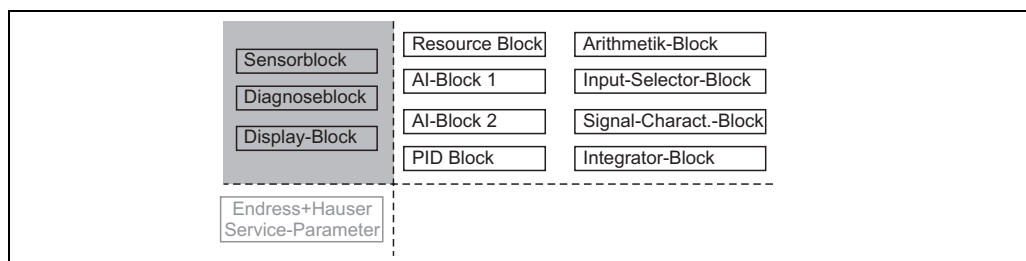 Sensorblock
Diagnoseblock
Display-Block
Resource Block
AI-Block 1
AI-Block 2
PID Block
Arithmetik-Block
Input-Selector-Block
Signal-Charact.-Block
Integrator-Block
Endress+Hauser
Service-Parameter